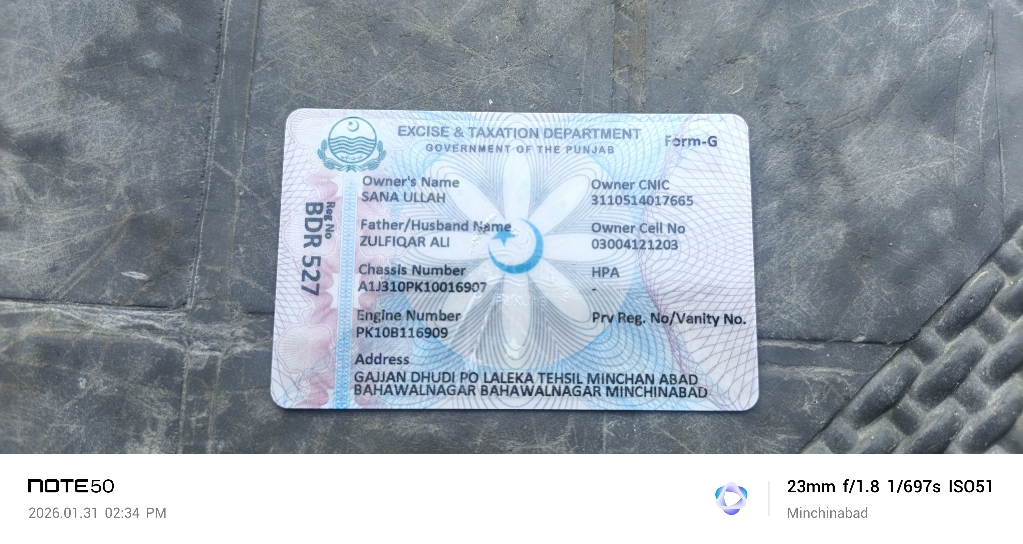 EXCISE & TAXATION DEPARTMENT
GOVERNMENT OF THE PUNJAB
Form-G
Reg No
BDR 527
Owner's Name
SANA ULLAH
Owner CNIC
3110514017665
Father/Husband Name
ZULFIQAR ALI
Owner Cell No
03004121203
Chassis Number
A1J310PK10016907
HPA
-
Engine Number
PK10B116909
Prv Reg. No/Vanity No.
Address
GAJJAN DHUDI PO LALEKA TEHSIL MINCHAN ABAD
BAHAWALNAGAR BAHAWALNAGAR MINCHINABAD
NOTE50
2026.01.31 02:34 PM
23mm f/1.8 1/697s ISO51
Minchinabad